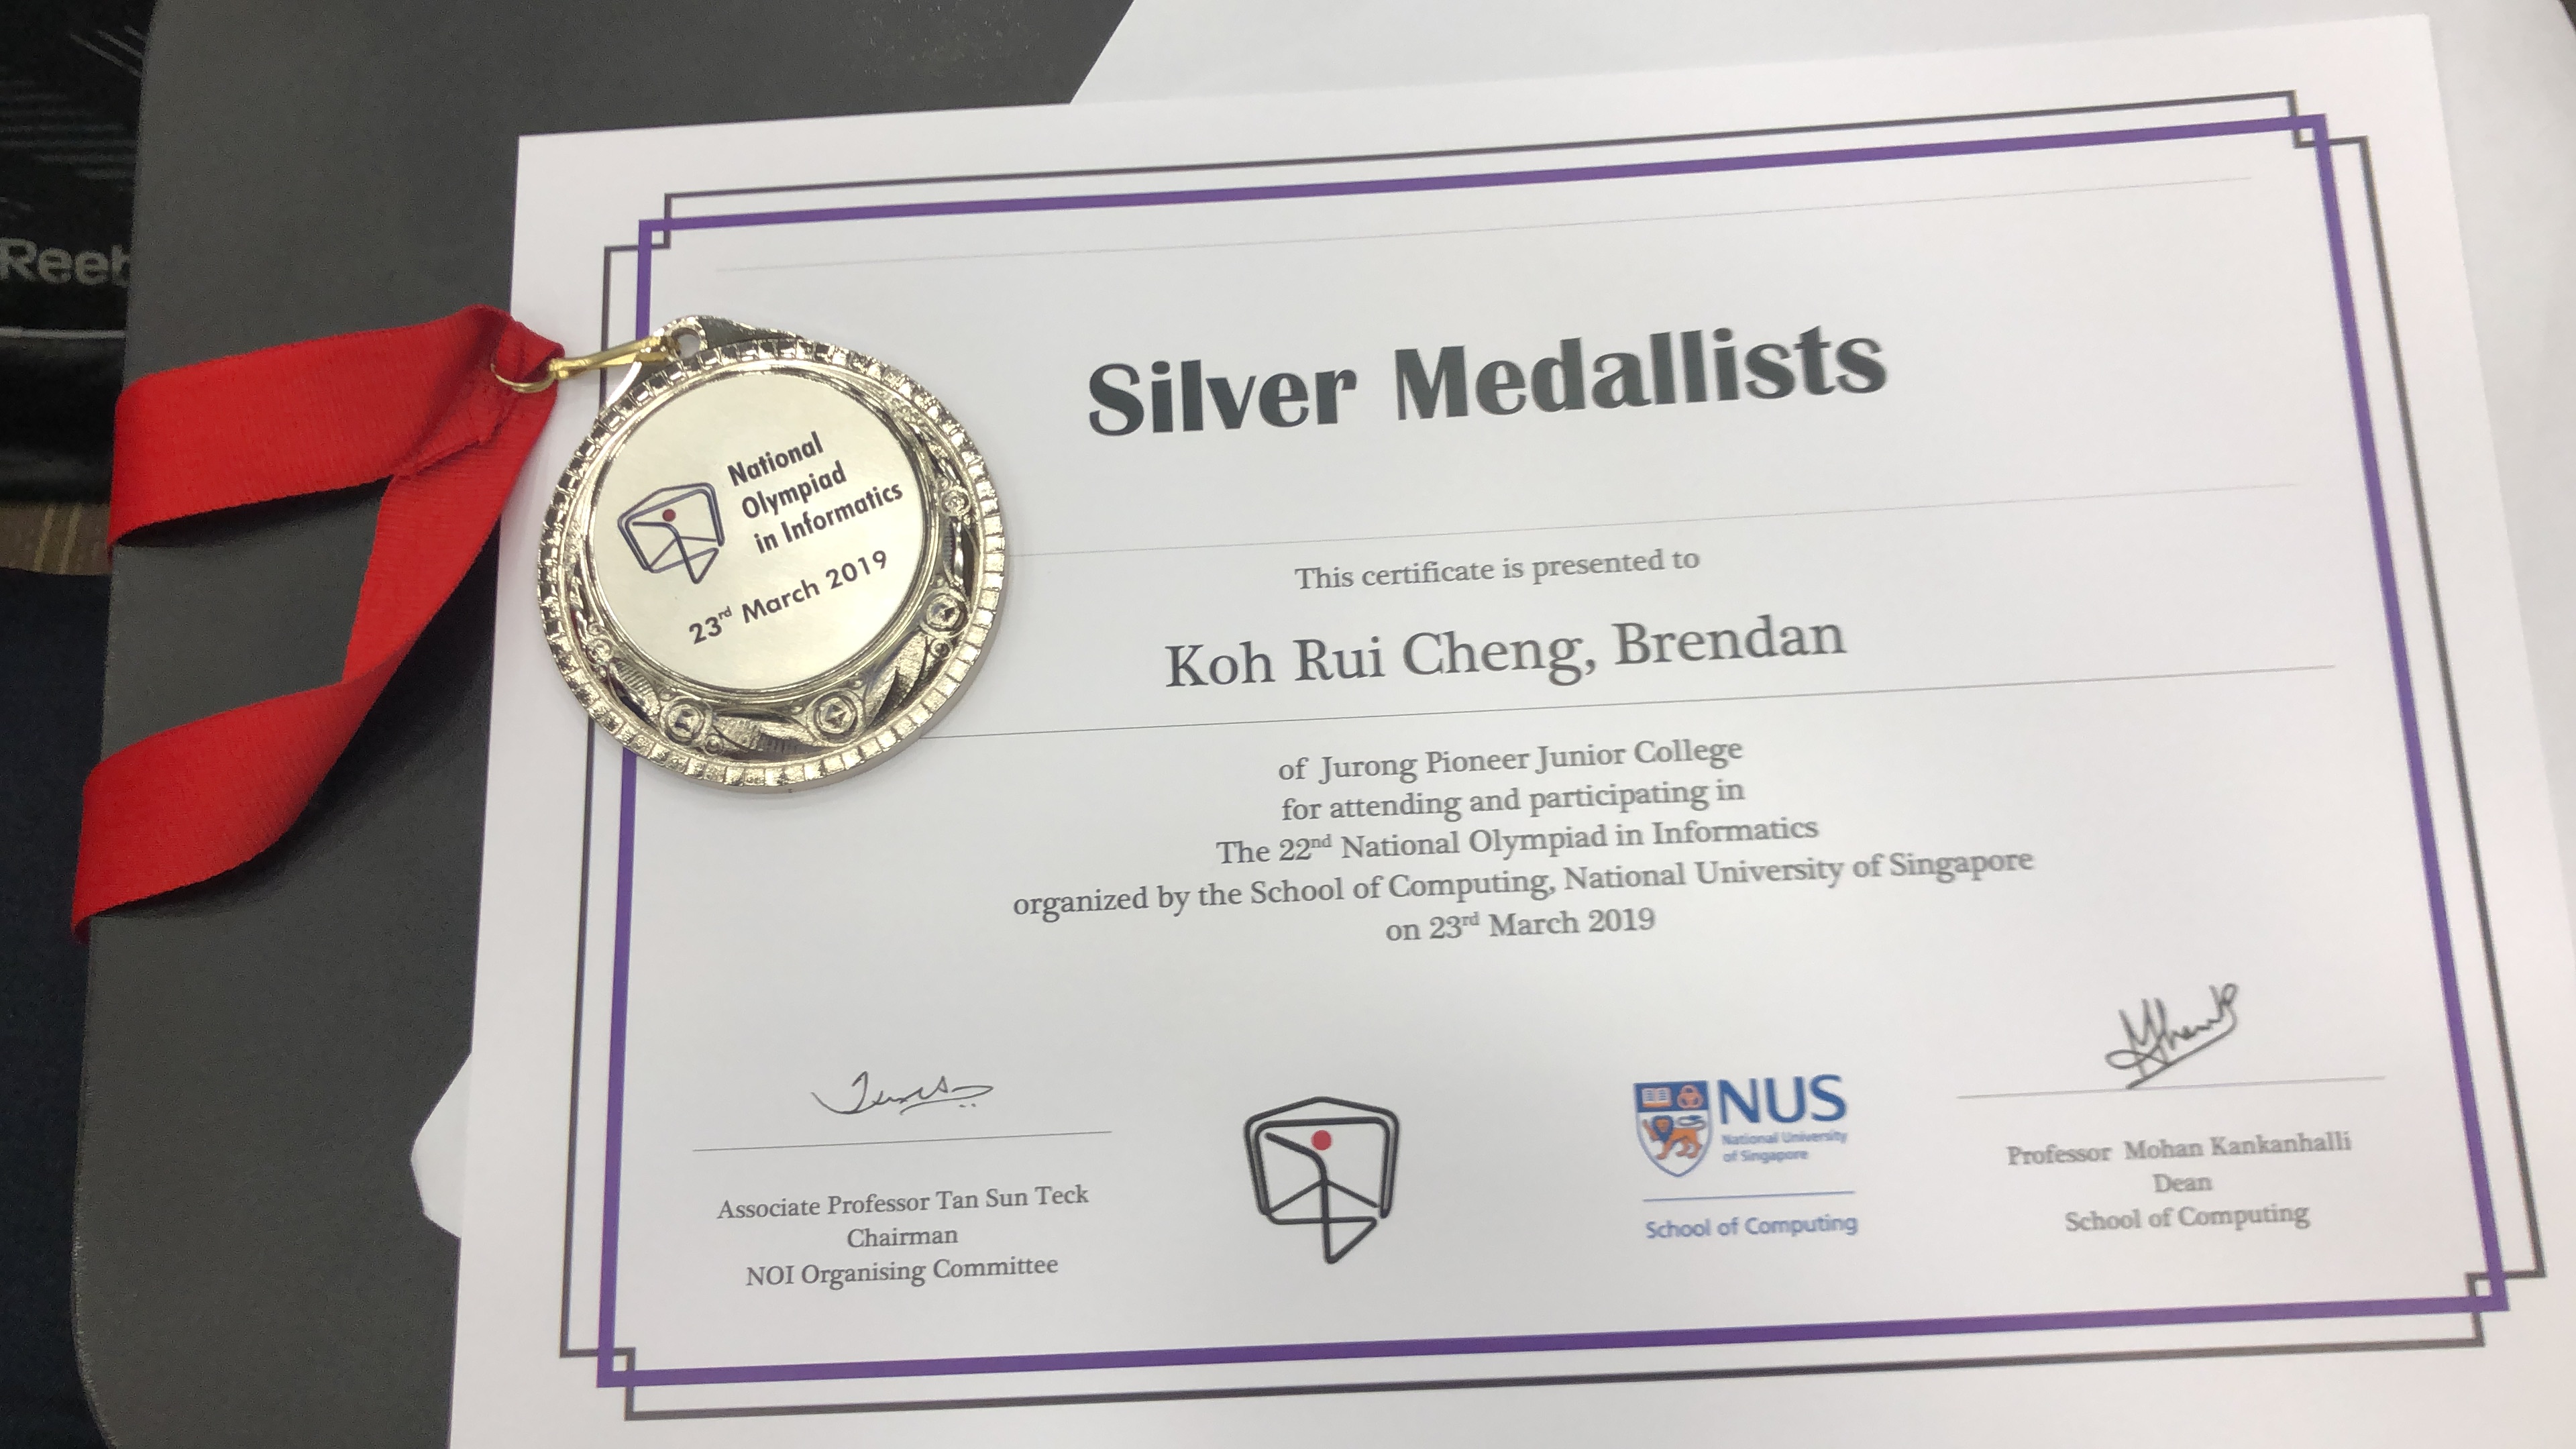 Reeb
National
Olympiad
in Informatics
23rd March 2019
Silver Medallists
This certificate is presented to
Koh Rui Cheng, Brendan
of Jurong Pioneer Junior College
for attending and participating in
The 22nd National Olympiad in Informatics
organized by the School of Computing, National University of Singapore
on 23rd March 2019
Associate Professor Tan Sun Teck
Chairman
NOI Organising Committee
NUS
National University
of Singapore
School of Computing
Professor Mohan Kankanhalli
Dean
School of Computing